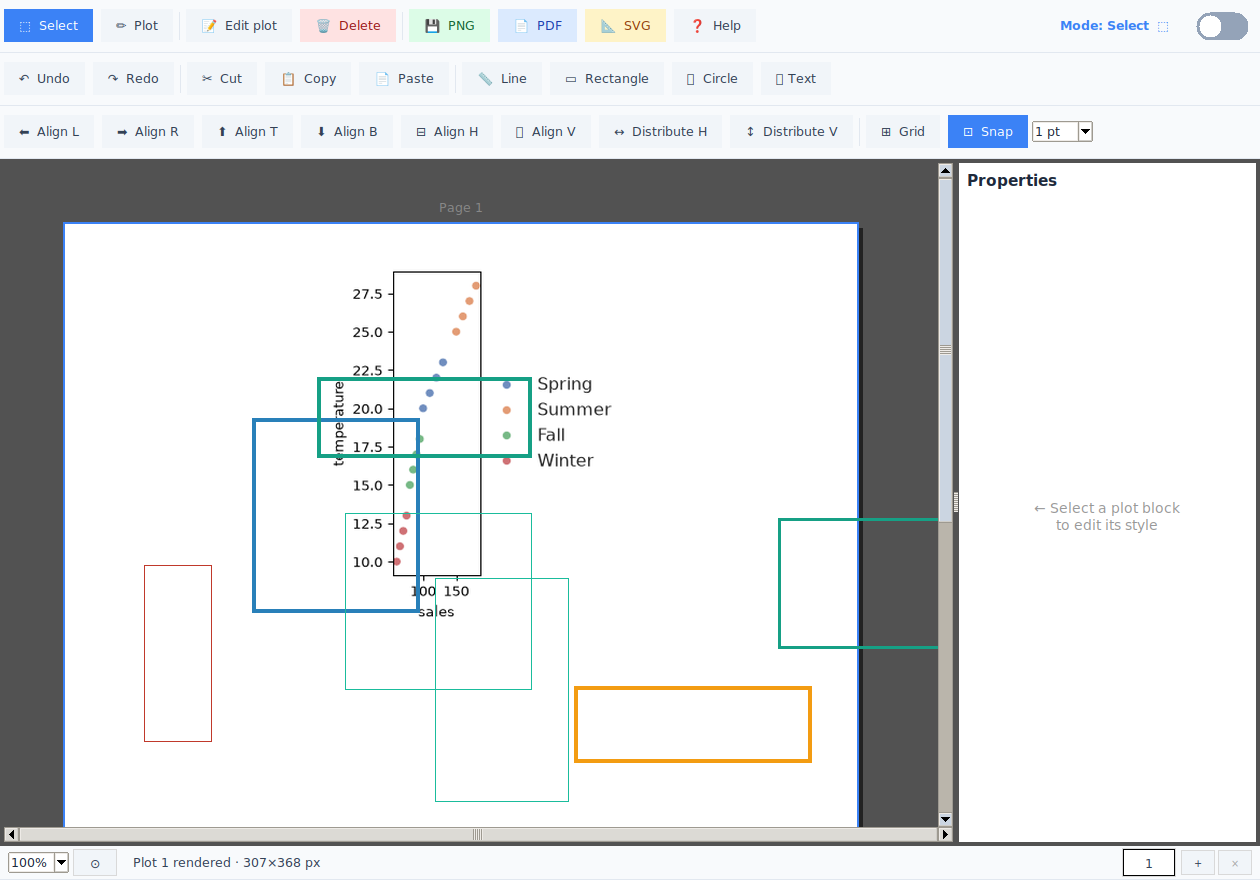 Select Plot Edit plot Delete PNG PDF SVG Help Mode: Select
Undo Redo Cut Copy Paste Line Rectangle Circle Text
Align L Align R Align T Align B Align H Align V Distribute H Distribute V Grid Snap 1 pt
Properties
Page 1
27.5
25.0
22.5
20.0
17.5
15.0
12.5
10.0
temperature
100 150
sales
Spring
Summer
Fall
Winter
← Select a plot block
to edit its style
100% Plot 1 rendered · 307×368 px 1 + ×